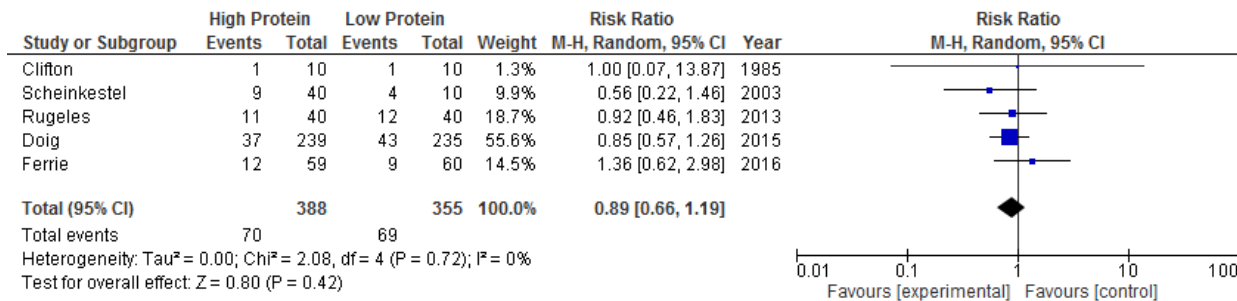 High Protein Low Protein Risk Ratio Risk Ratio
Study or Subgroup Events Total Events Total Weight M-H, Random, 95% CI Year M-H, Random, 95% CI
Clifton 1 10 1 10 1.3% 1.00 [0.07, 13.87] 1985
Scheinkestel 9 40 4 10 9.9% 0.56 [0.22, 1.46] 2003
Rugeles 11 40 12 40 18.7% 0.92 [0.46, 1.83] 2013
Doig 37 239 43 235 55.6% 0.85 [0.57, 1.26] 2015
Ferrie 12 59 9 60 14.5% 1.36 [0.62, 2.98] 2016
Total (95% CI) 388 355 100.0% 0.89 [0.66, 1.19]
Total events 70 69
Heterogeneity: Tau² = 0.00; Chi² = 2.08, df = 4 (P = 0.72); I² = 0%
Test for overall effect: Z = 0.80 (P = 0.42)
0.01 0.1 1 10 100
Favours [experimental] Favours [control]